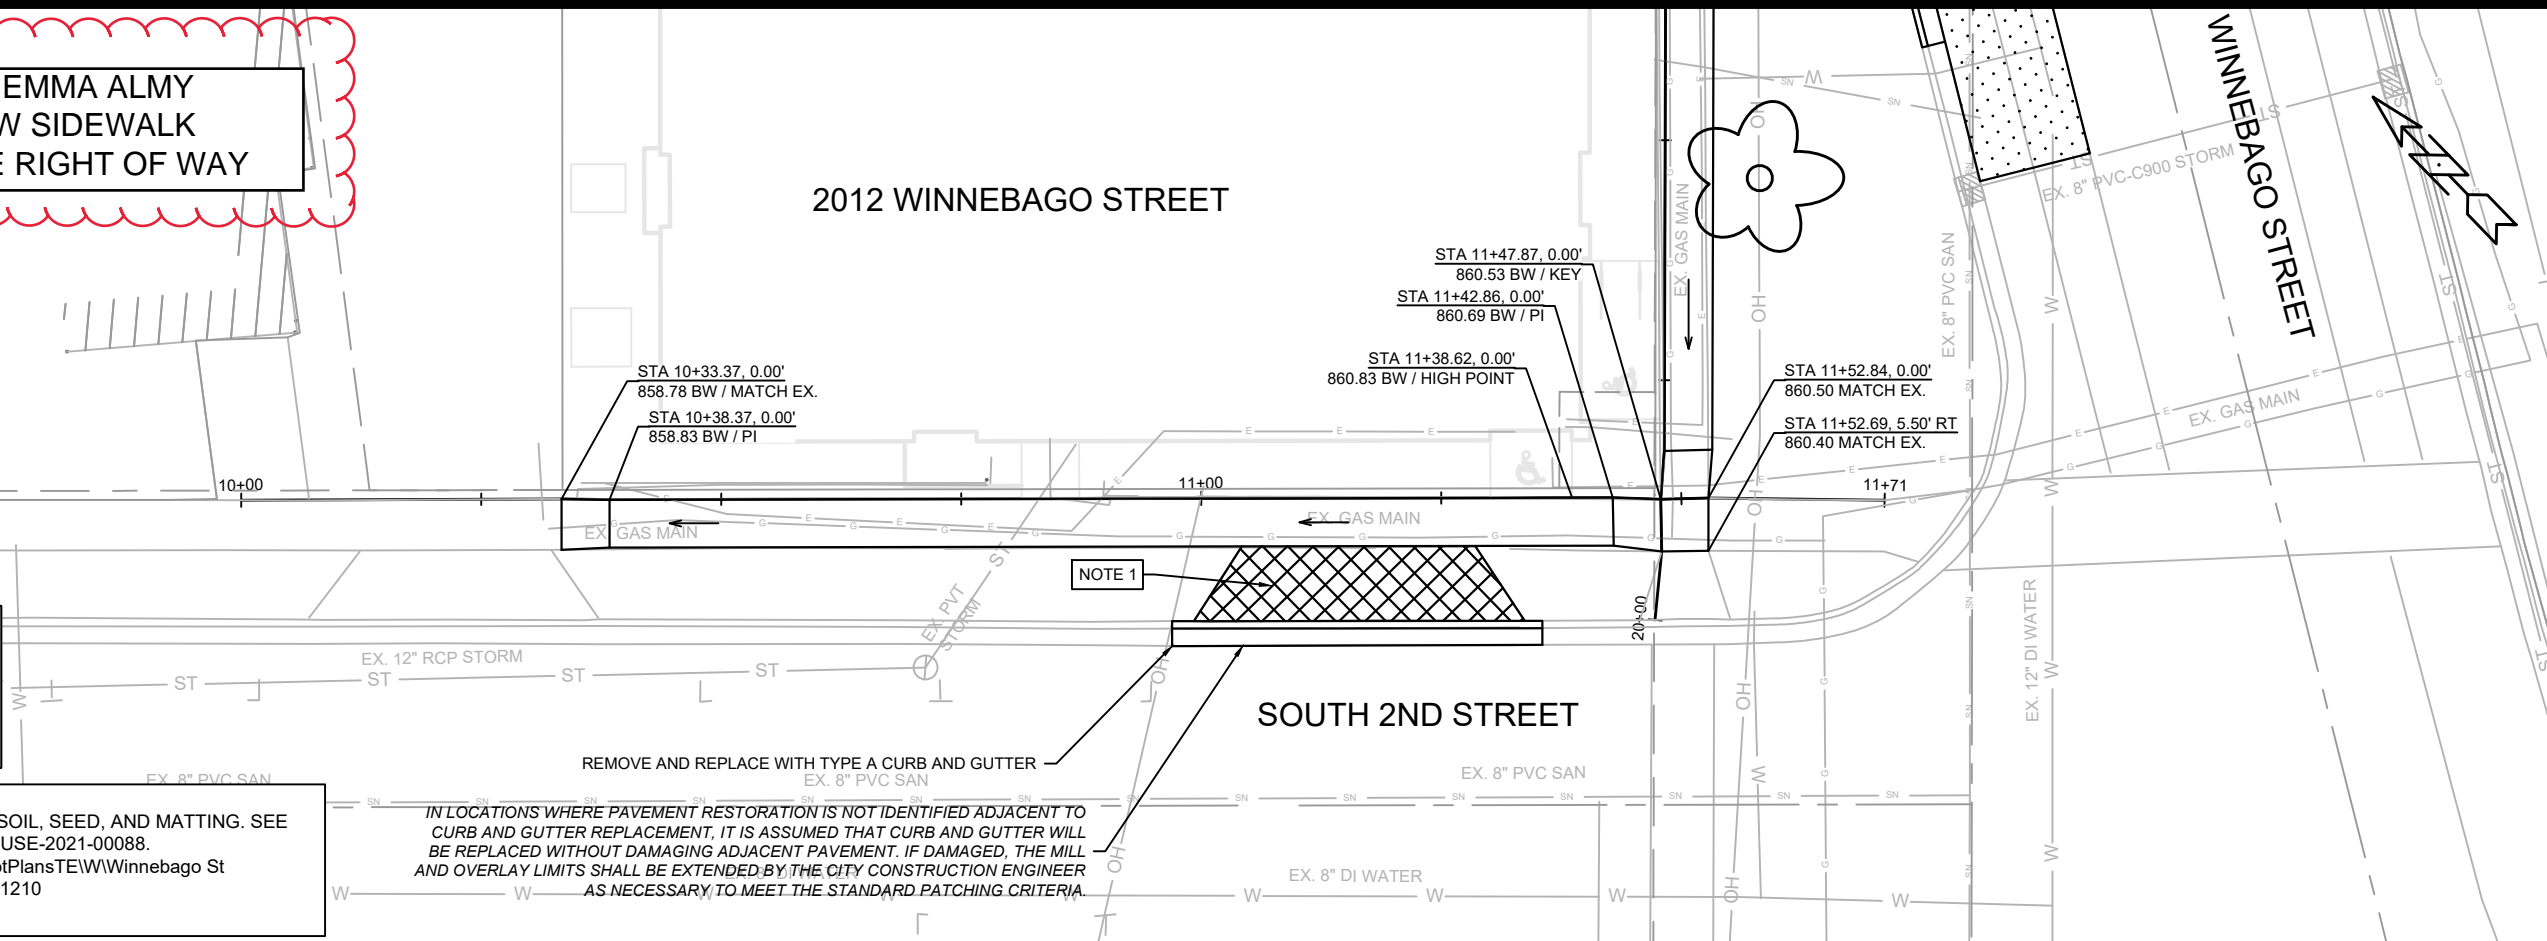 EMMA ALMY
W SIDEWALK
E RIGHT OF WAY
2012 WINNEBAGO STREET
WINNEBAGO STREET
EX. 8" PVC-C900 STORM
EX. GAS MAIN
EX. 8" PVC SAN
STA 11+47.87, 0.00'
860.53 BW / KEY
STA 11+42.86, 0.00'
860.69 BW / PI
STA 11+38.62, 0.00'
860.83 BW / HIGH POINT
STA 10+33.37, 0.00'
858.78 BW / MATCH EX.
STA 10+38.37, 0.00'
858.83 BW / PI
STA 11+52.84, 0.00'
860.50 MATCH EX.
STA 11+52.69, 5.50' RT
860.40 MATCH EX.
EX. GAS MAIN
10+00
11+00
11+71
EX. GAS MAIN
EX. GAS MAIN
NOTE 1
EX. PVT
STORM
20+00
EX. 12" DI WATER
EX. 12" RCP STORM
ST ST ST ST
SOUTH 2ND STREET
REMOVE AND REPLACE WITH TYPE A CURB AND GUTTER
EX. 8" PVC SAN
EX. 8" PVC SAN
EX. 8" PVC SAN
IN LOCATIONS WHERE PAVEMENT RESTORATION IS NOT IDENTIFIED ADJACENT TO
CURB AND GUTTER REPLACEMENT, IT IS ASSUMED THAT CURB AND GUTTER WILL
BE REPLACED WITHOUT DAMAGING ADJACENT PAVEMENT. IF DAMAGED, THE MILL
AND OVERLAY LIMITS SHALL BE EXTENDED BY THE CITY CONSTRUCTION ENGINEER
AS NECESSARY TO MEET THE STANDARD PATCHING CRITERIA.
SOIL, SEED, AND MATTING. SEE
USE-2021-00088.
otPlansTE\W\Winnebago St
1210
EX. 8" DI WATER
EX. 8" DI WATER
W W W W W W W W